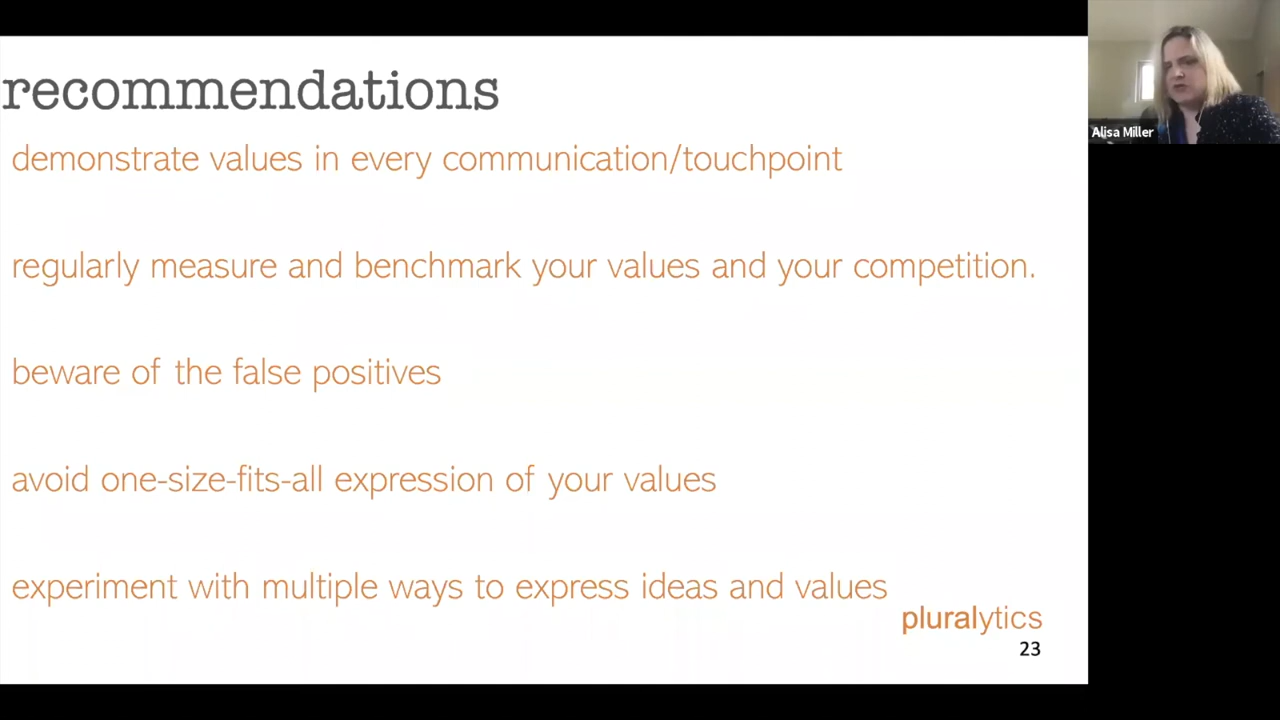 recommendations
demonstrate values in every communication/touchpoint
regularly measure and benchmark your values and your competition.
beware of the false positives
avoid one-size-fits-all expression of your values
experiment with multiple ways to express ideas and values
pluralytics
23
Alisa Miller